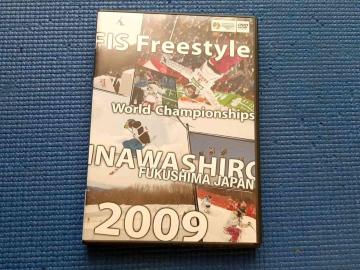 FIS Freestyle
World Championships
INAWASHIRO
FUKUSHIMA JAPAN
2009